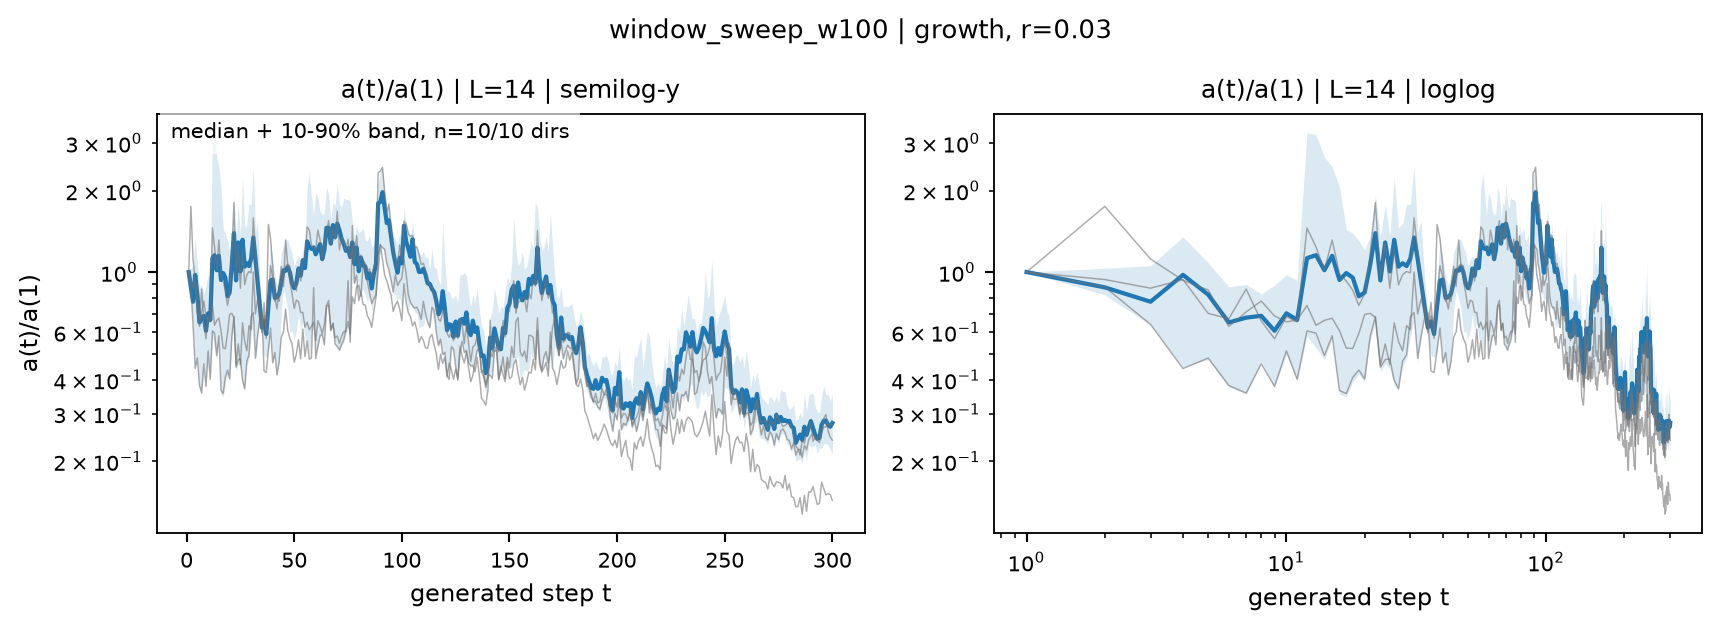 window_sweep_w100 | growth, r=0.03
a(t)/a(1) | L=14 | semilog-y
median + 10-90% band, n=10/10 dirs
3 × 10⁰
2 × 10⁰
10⁰
6 × 10⁻¹
4 × 10⁻¹
3 × 10⁻¹
2 × 10⁻¹
a(t)/a(1)
0 50 100 150 200 250 300
generated step t
a(t)/a(1) | L=14 | loglog
3 × 10⁰
2 × 10⁰
10⁰
6 × 10⁻¹
4 × 10⁻¹
3 × 10⁻¹
2 × 10⁻¹
10⁰ 10¹ 10²
generated step t